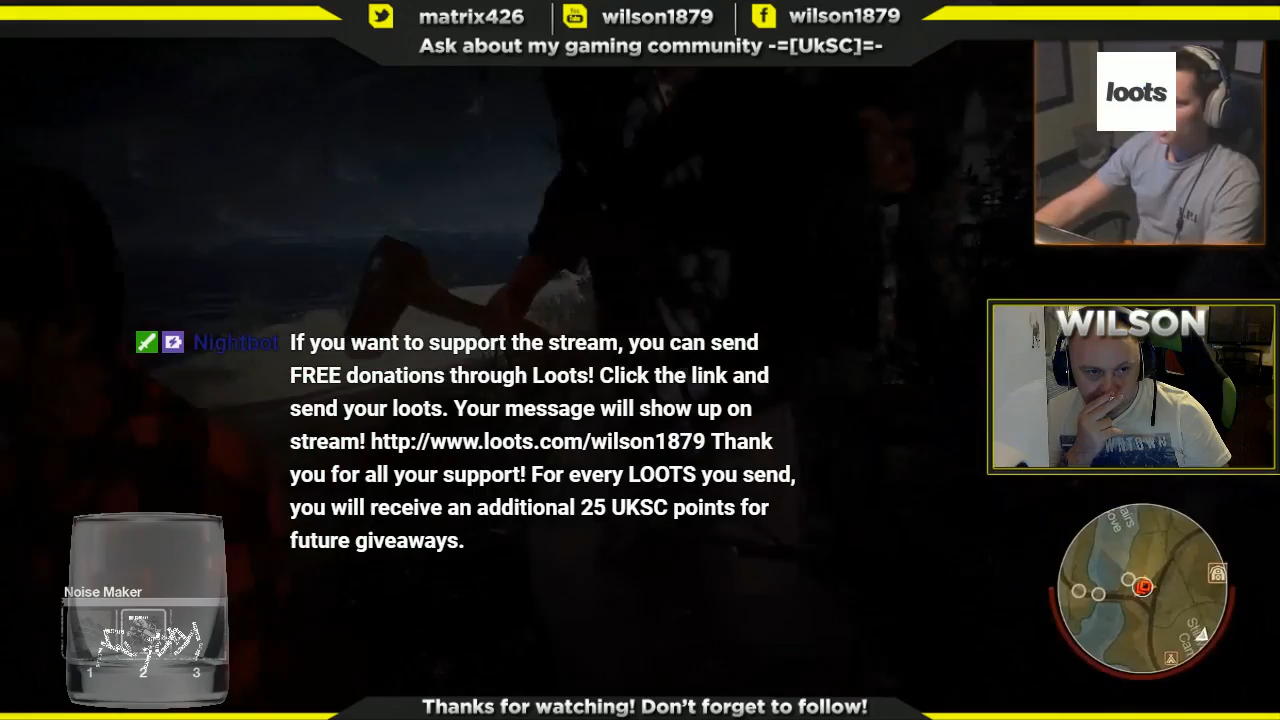 matrix426
wilson1879
wilson1879
Ask about my gaming community -=[UkSC]=-
loots
WILSON
Nightbot If you want to support the stream, you can send
FREE donations through Loots! Click the link and
send your loots. Your message will show up on
stream! http://www.loots.com/wilson1879 Thank
you for all your support! For every LOOTS you send,
you will receive an additional 25 UKSC points for
future giveaways.
Noise Maker
1 2 3
Thanks for watching! Don't forget to follow!